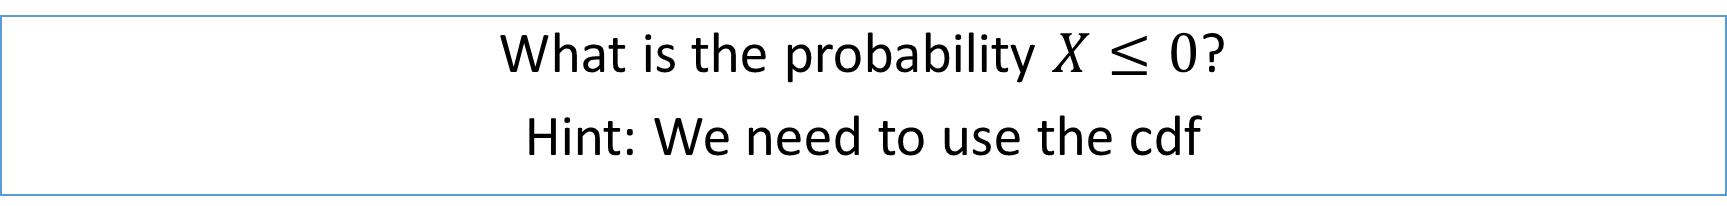 What is the probability X ≤ 0?
Hint: We need to use the cdf